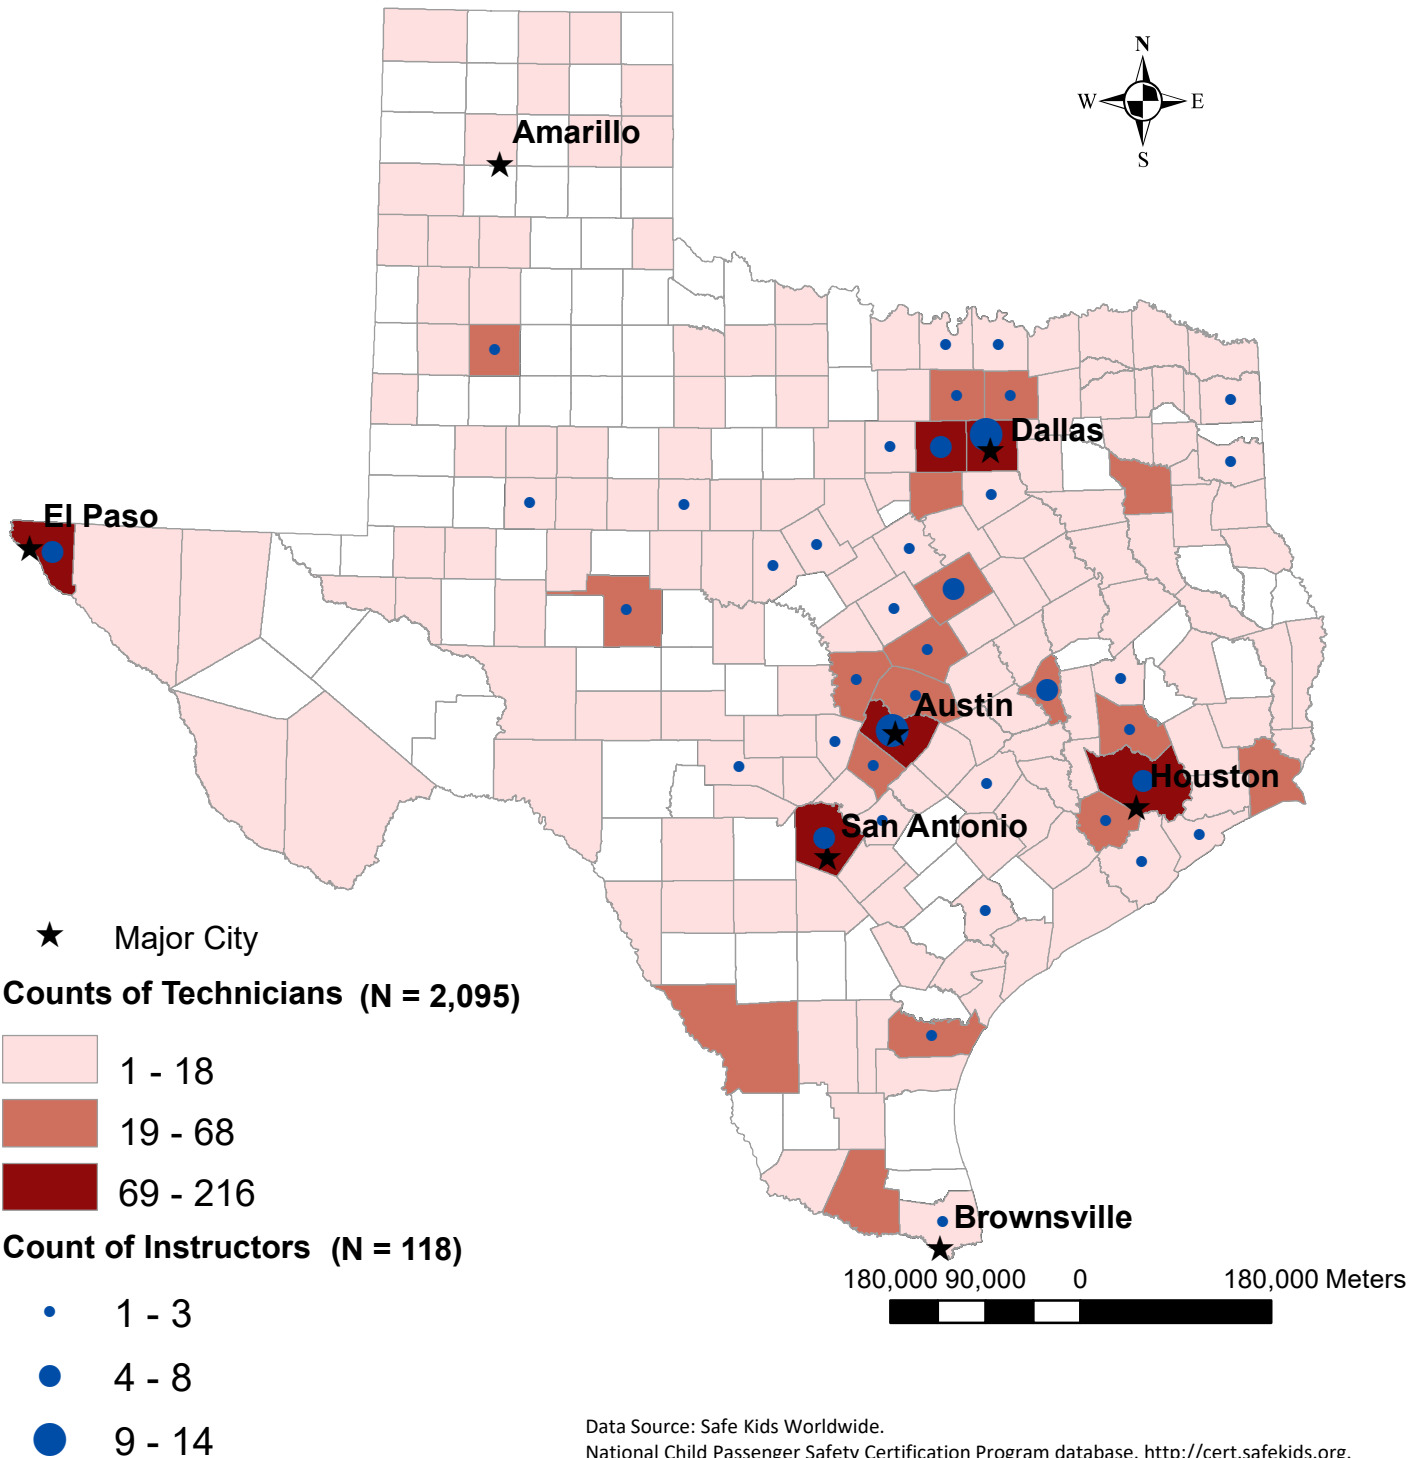 N
W E
S
Amarillo
Dallas
El Paso
Austin
Houston
San Antonio
Major City
Counts of Technicians (N = 2,095)
1 - 18
19 - 68
69 - 216
Brownsville
Count of Instructors (N = 118)
180,000 90,000 0 180,000 Meters
1 - 3
4 - 8
9 - 14
Data Source: Safe Kids Worldwide.
National Child Passenger Safety Certification Program database. http://cert.safekids.org.